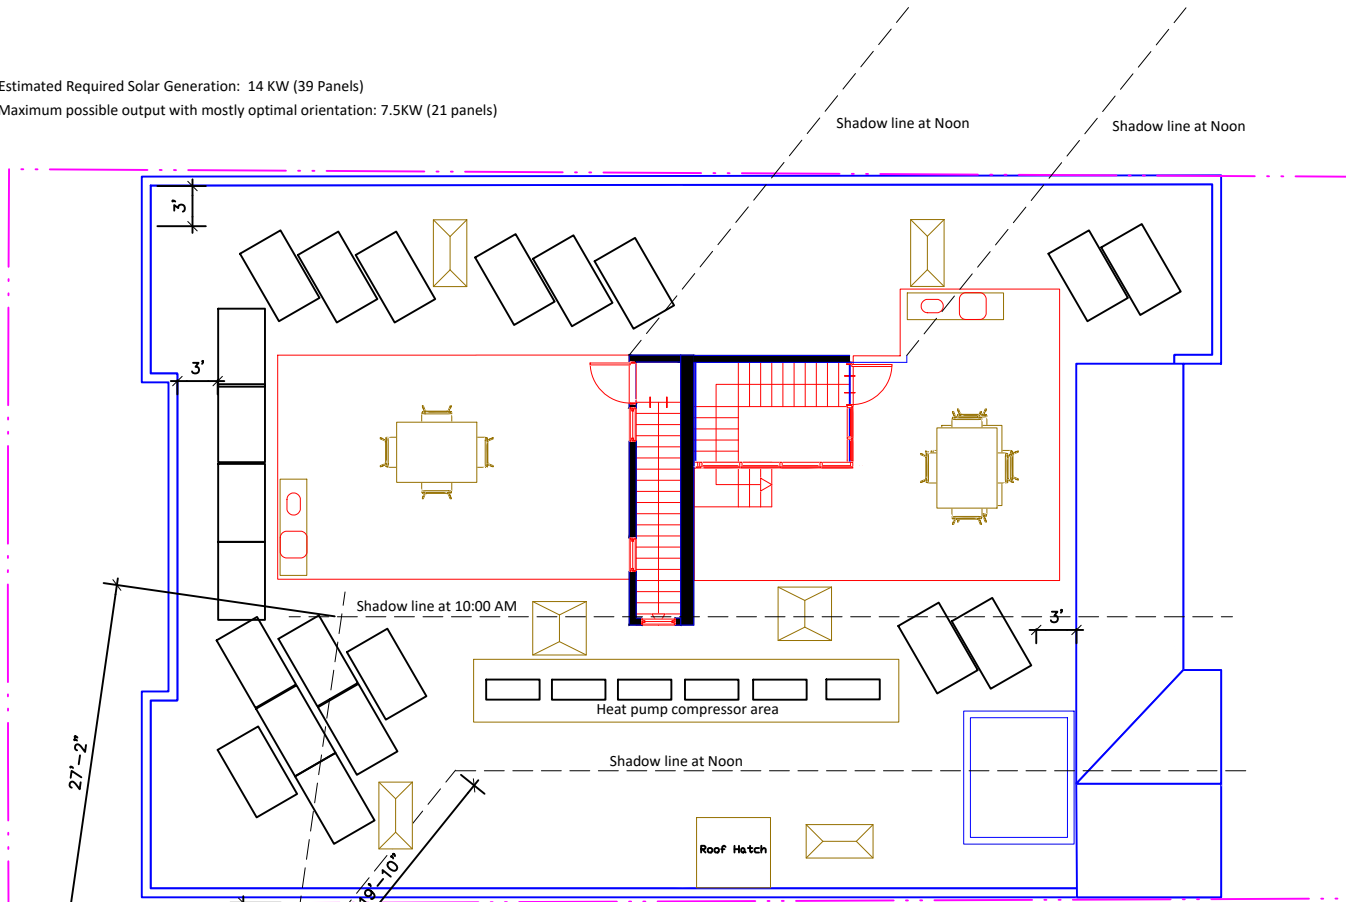 Estimated Required Solar Generation: 14 KW (39 Panels)
Maximum possible output with mostly optimal orientation: 7.5KW (21 panels)
Shadow line at Noon
Shadow line at Noon
3'
3'
Shadow line at 10:00 AM
3'
Heat pump compressor area
27'-2"
Shadow line at Noon
Roof Hatch
19'-10"